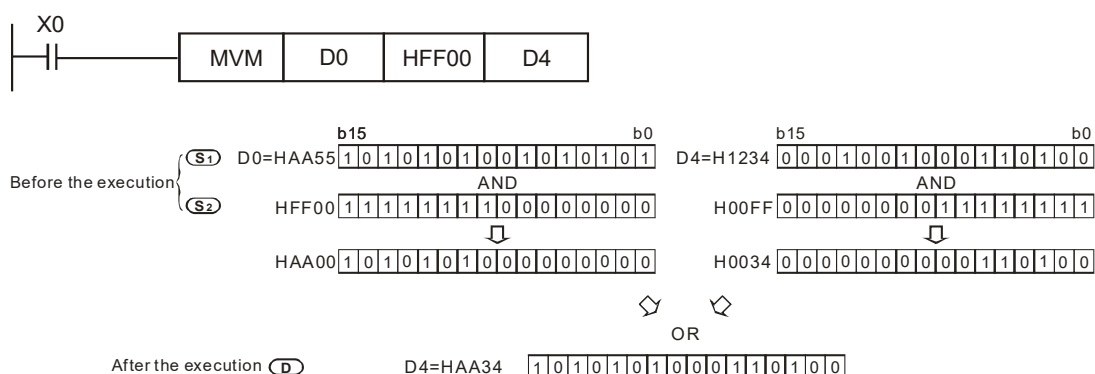 X0
MVM D0 HFF00 D4
b15 b0 b15 b0
S1 D0=HAA55 1 0 1 0 1 0 1 0 0 1 0 1 0 1 0 1 D4=H1234 0 0 0 1 0 0 1 0 0 0 1 1 0 1 0 0
Before the execution AND AND
S2 HFF00 1 1 1 1 1 1 1 1 0 0 0 0 0 0 0 0 H00FF 0 0 0 0 0 0 0 0 1 1 1 1 1 1 1 1
HAA00 1 0 1 0 1 0 1 0 0 0 0 0 0 0 0 0 H0034 0 0 0 0 0 0 0 0 0 0 1 1 0 1 0 0
OR
After the execution D D4=HAA34 1 0 1 0 1 0 1 0 0 0 1 1 0 1 0 0